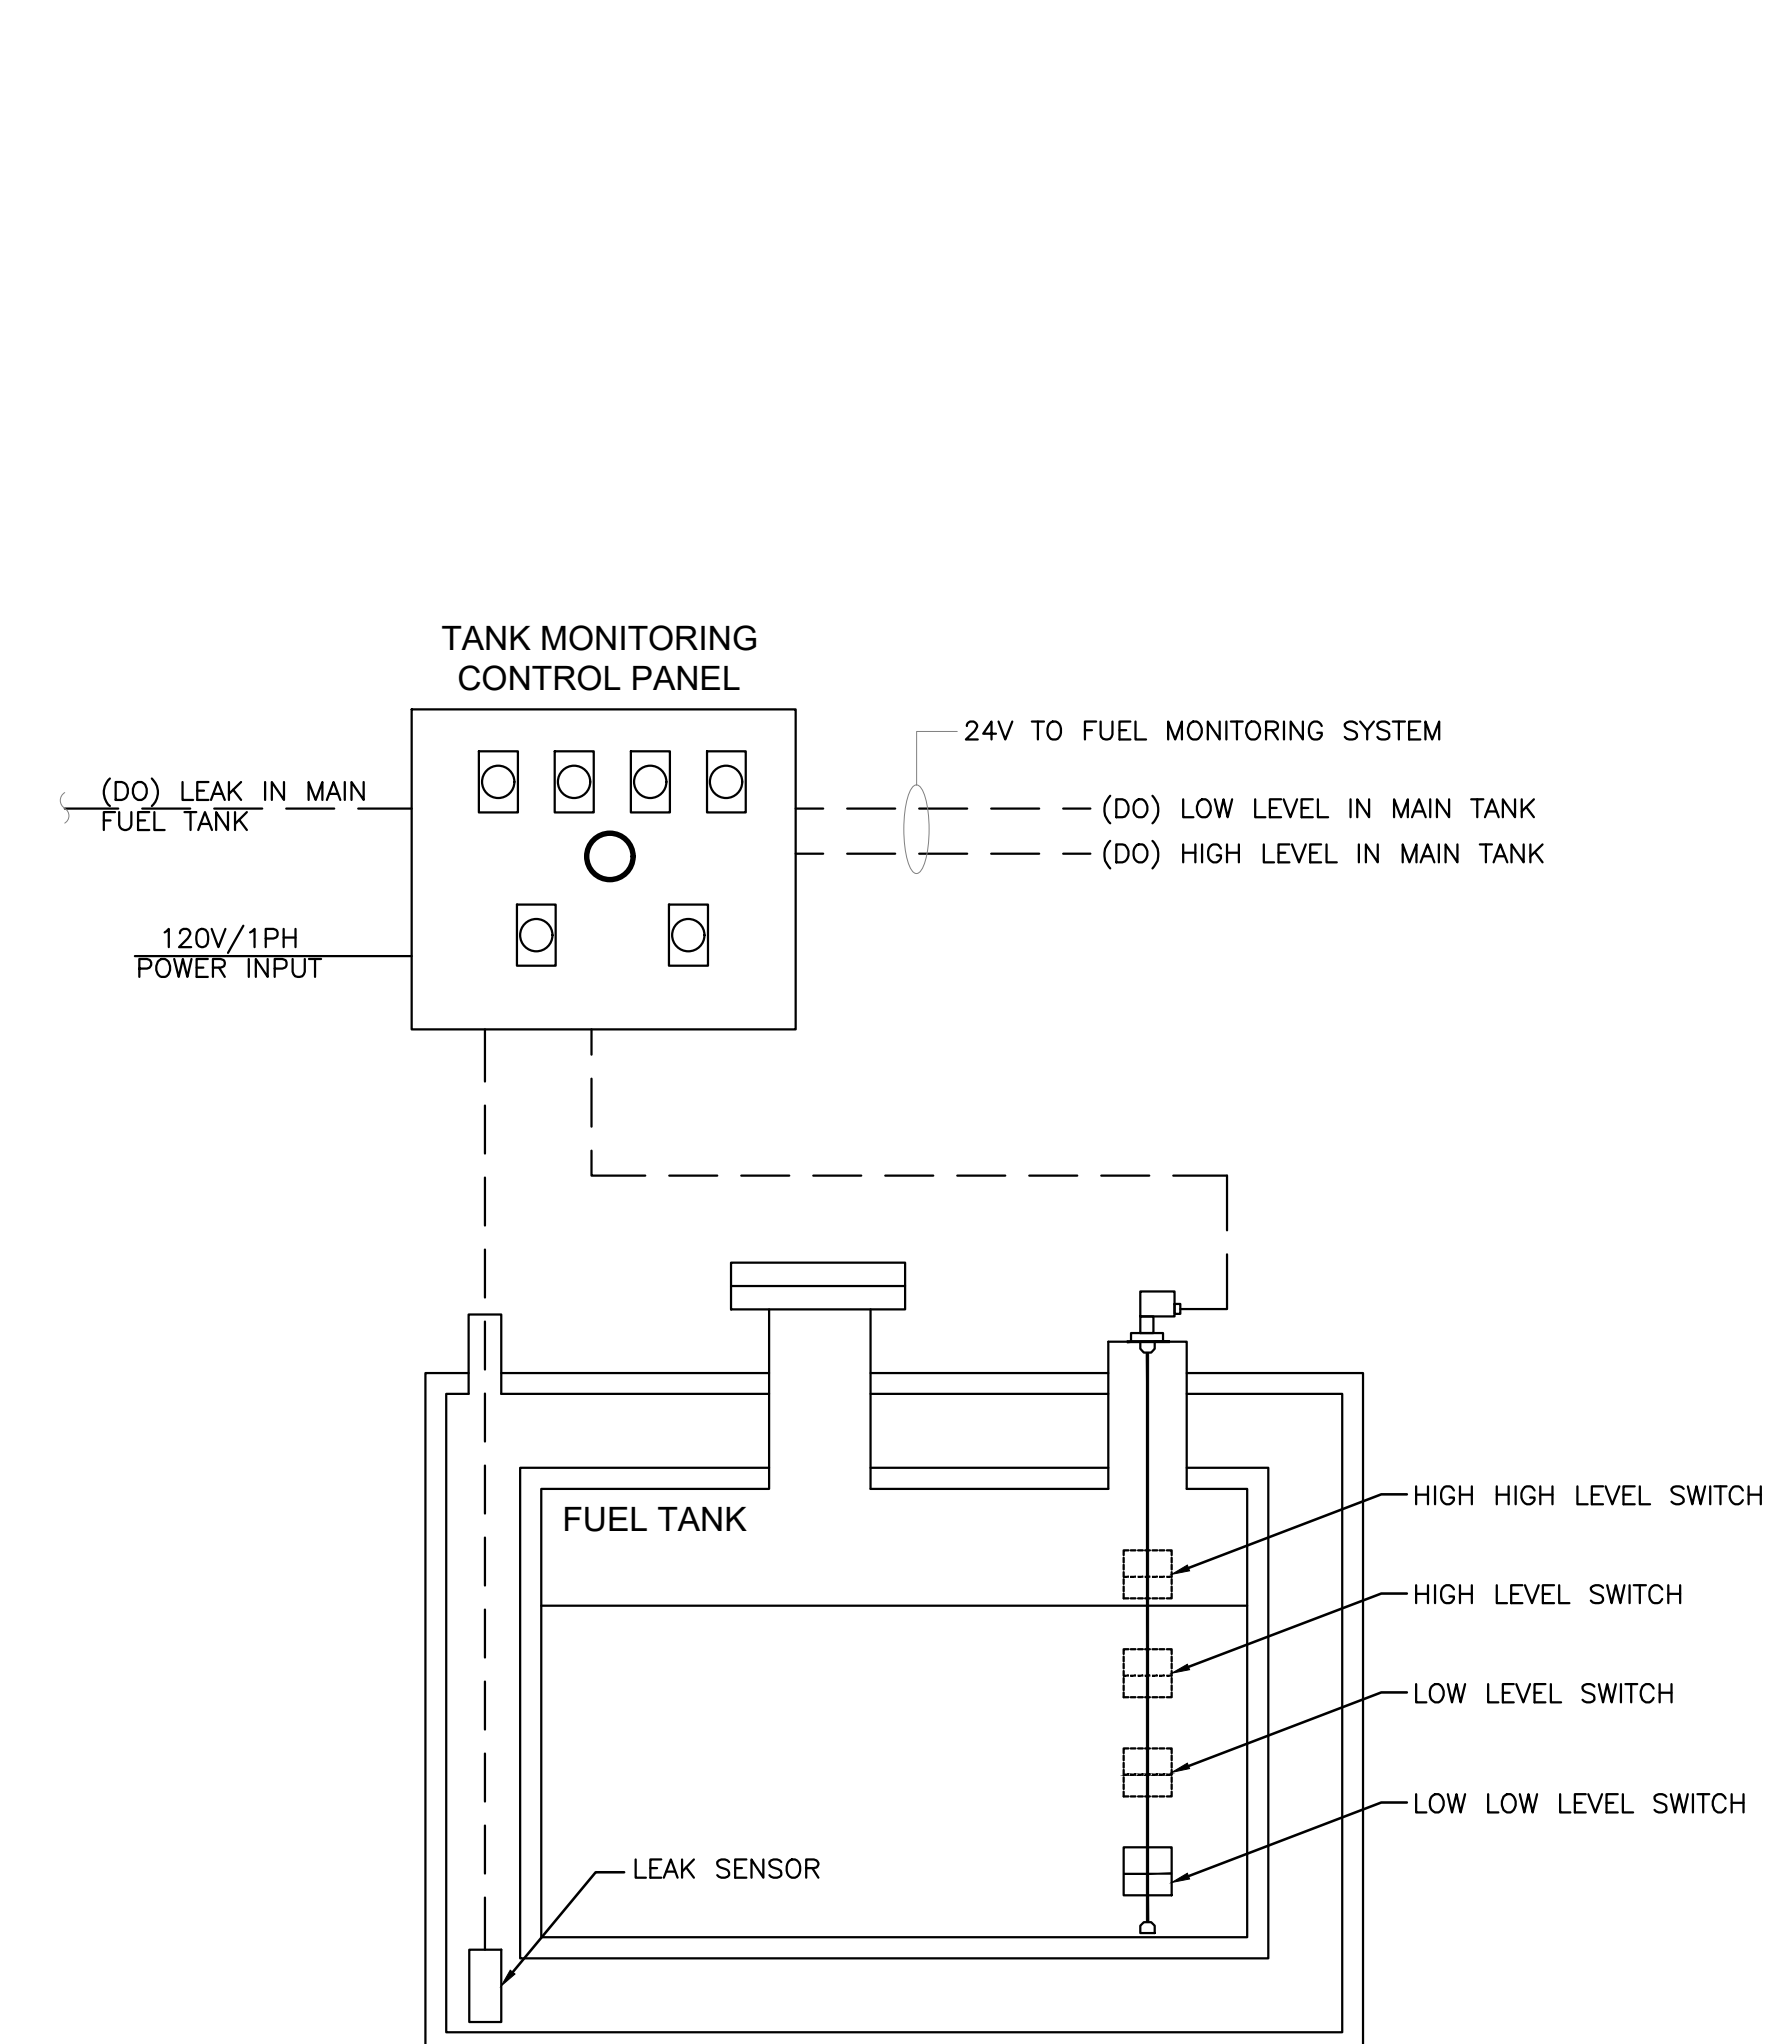 TANK MONITORING
CONTROL PANEL
24V TO FUEL MONITORING SYSTEM
(DO) LEAK IN MAIN
FUEL TANK
(DO) LOW LEVEL IN MAIN TANK
(DO) HIGH LEVEL IN MAIN TANK
120V/1PH
POWER INPUT
FUEL TANK
HIGH HIGH LEVEL SWITCH
HIGH LEVEL SWITCH
LOW LEVEL SWITCH
LOW LOW LEVEL SWITCH
LEAK SENSOR